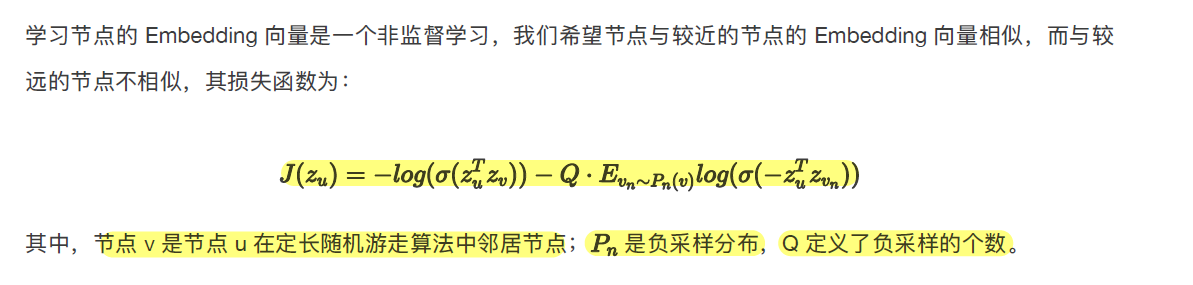 学习节点的 Embedding 向量是一个非监督学习，我们希望节点与较近的节点的 Embedding 向量相似，而与较
远的节点不相似，其损失函数为：
J(z_u) = −log(σ(z_u^T z_v)) − Q · E_{v_n∼P_n(v)} log(σ(−z_u^T z_{v_n}))
其中，节点 v 是节点 u 在定长随机游走算法中邻居节点；P_n 是负采样分布，Q 定义了负采样的个数。